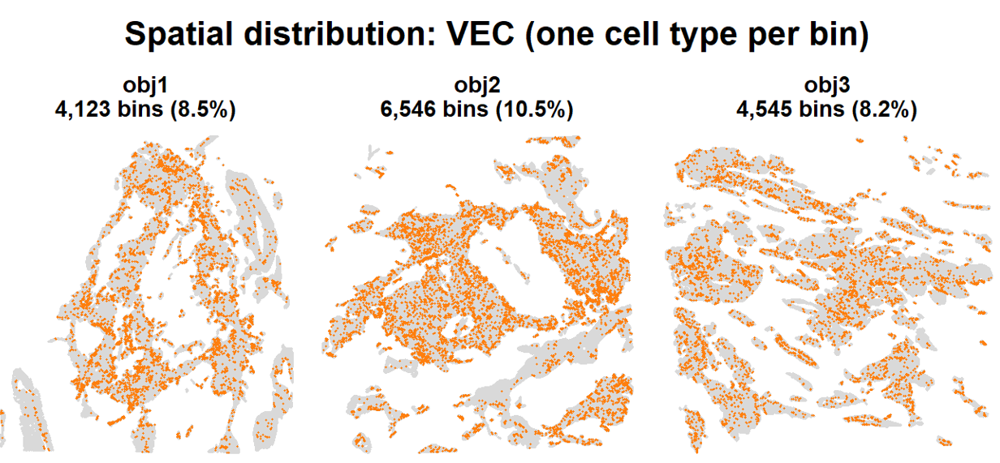 Spatial distribution: VEC (one cell type per bin)
obj1
4,123 bins (8.5%)
obj2
6,546 bins (10.5%)
obj3
4,545 bins (8.2%)